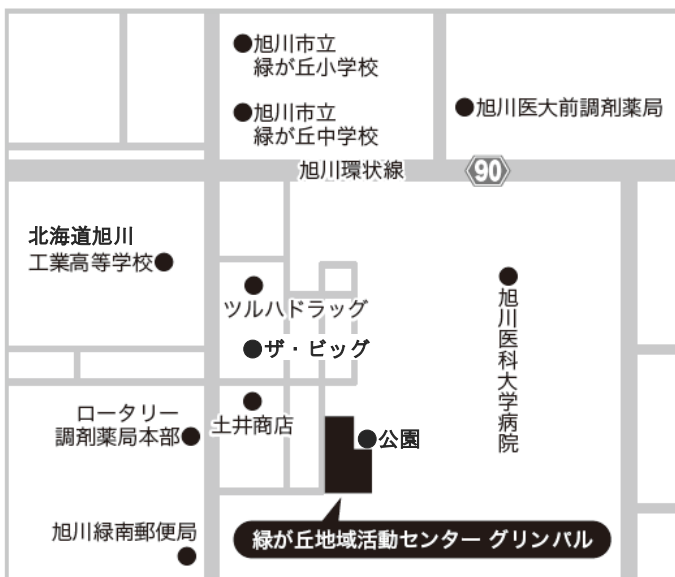 ●旭川市立
緑が丘小学校
●旭川市立
緑が丘中学校
●旭川医大前調剤薬局
旭川環状線
90
北海道旭川
工業高等学校●
ツルハドラッグ
●ザ・ビッグ
旭川医科大学病院
ロータリー
調剤薬局本部●
土井商店
●公園
旭川緑南郵便局
緑が丘地域活動センター グリンパル